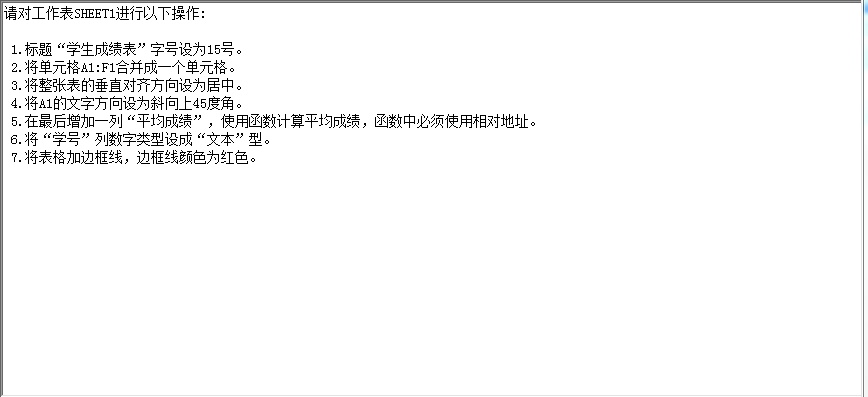 请对工作表SHEET1进行以下操作:
1.标题“学生成绩表”字号设为15号。
2.将单元格A1:F1合并成一个单元格。
3.将整张表的垂直对齐方向设为居中。
4.将A1的文字方向设为斜向上45度角。
5.在最后增加一列“平均成绩”，使用函数计算平均成绩，函数中必须使用相对地址。
6.将“学号”列数字类型设成“文本”型。
7.将表格加边框线，边框线颜色为红色。